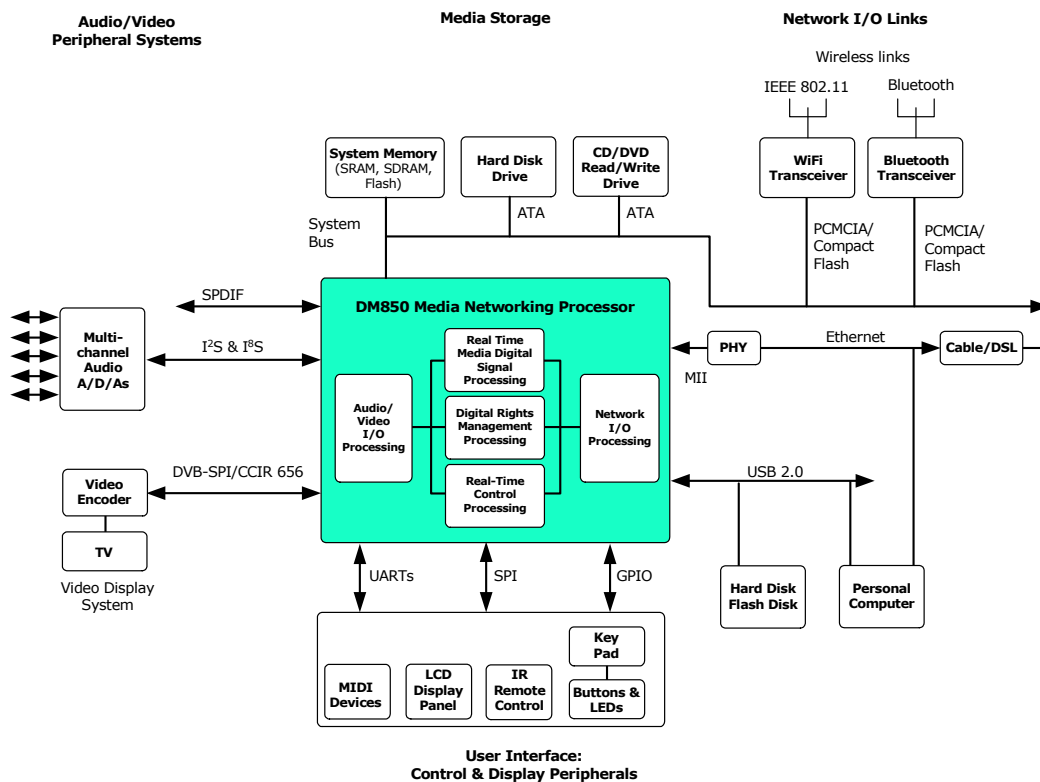 Audio/Video
Peripheral Systems
Media Storage
Network I/O Links
Wireless links
IEEE 802.11
Bluetooth
System Memory
(SRAM, SDRAM,
Flash)
Hard Disk
Drive
CD/DVD
Read/Write
Drive
WiFi
Transceiver
Bluetooth
Transceiver
System
Bus
ATA
ATA
PCMCIA/
Compact
Flash
PCMCIA/
Compact
Flash
SPDIF
DM850 Media Networking Processor
Multi-
channel
Audio
A/D/As
I²S & I⁸S
Real Time
Media Digital
Signal
Processing
PHY
MII
Ethernet
Cable/DSL
Audio/
Video
I/O
Processing
Digital Rights
Management
Processing
Network
I/O
Processing
Real-Time
Control
Processing
DVB-SPI/CCIR 656
Video
Encoder
TV
Video Display
System
USB 2.0
Hard Disk
Flash Disk
Personal
Computer
UARTs
SPI
GPIO
MIDI
Devices
LCD
Display
Panel
IR
Remote
Control
Key
Pad
Buttons &
LEDs
User Interface:
Control & Display Peripherals